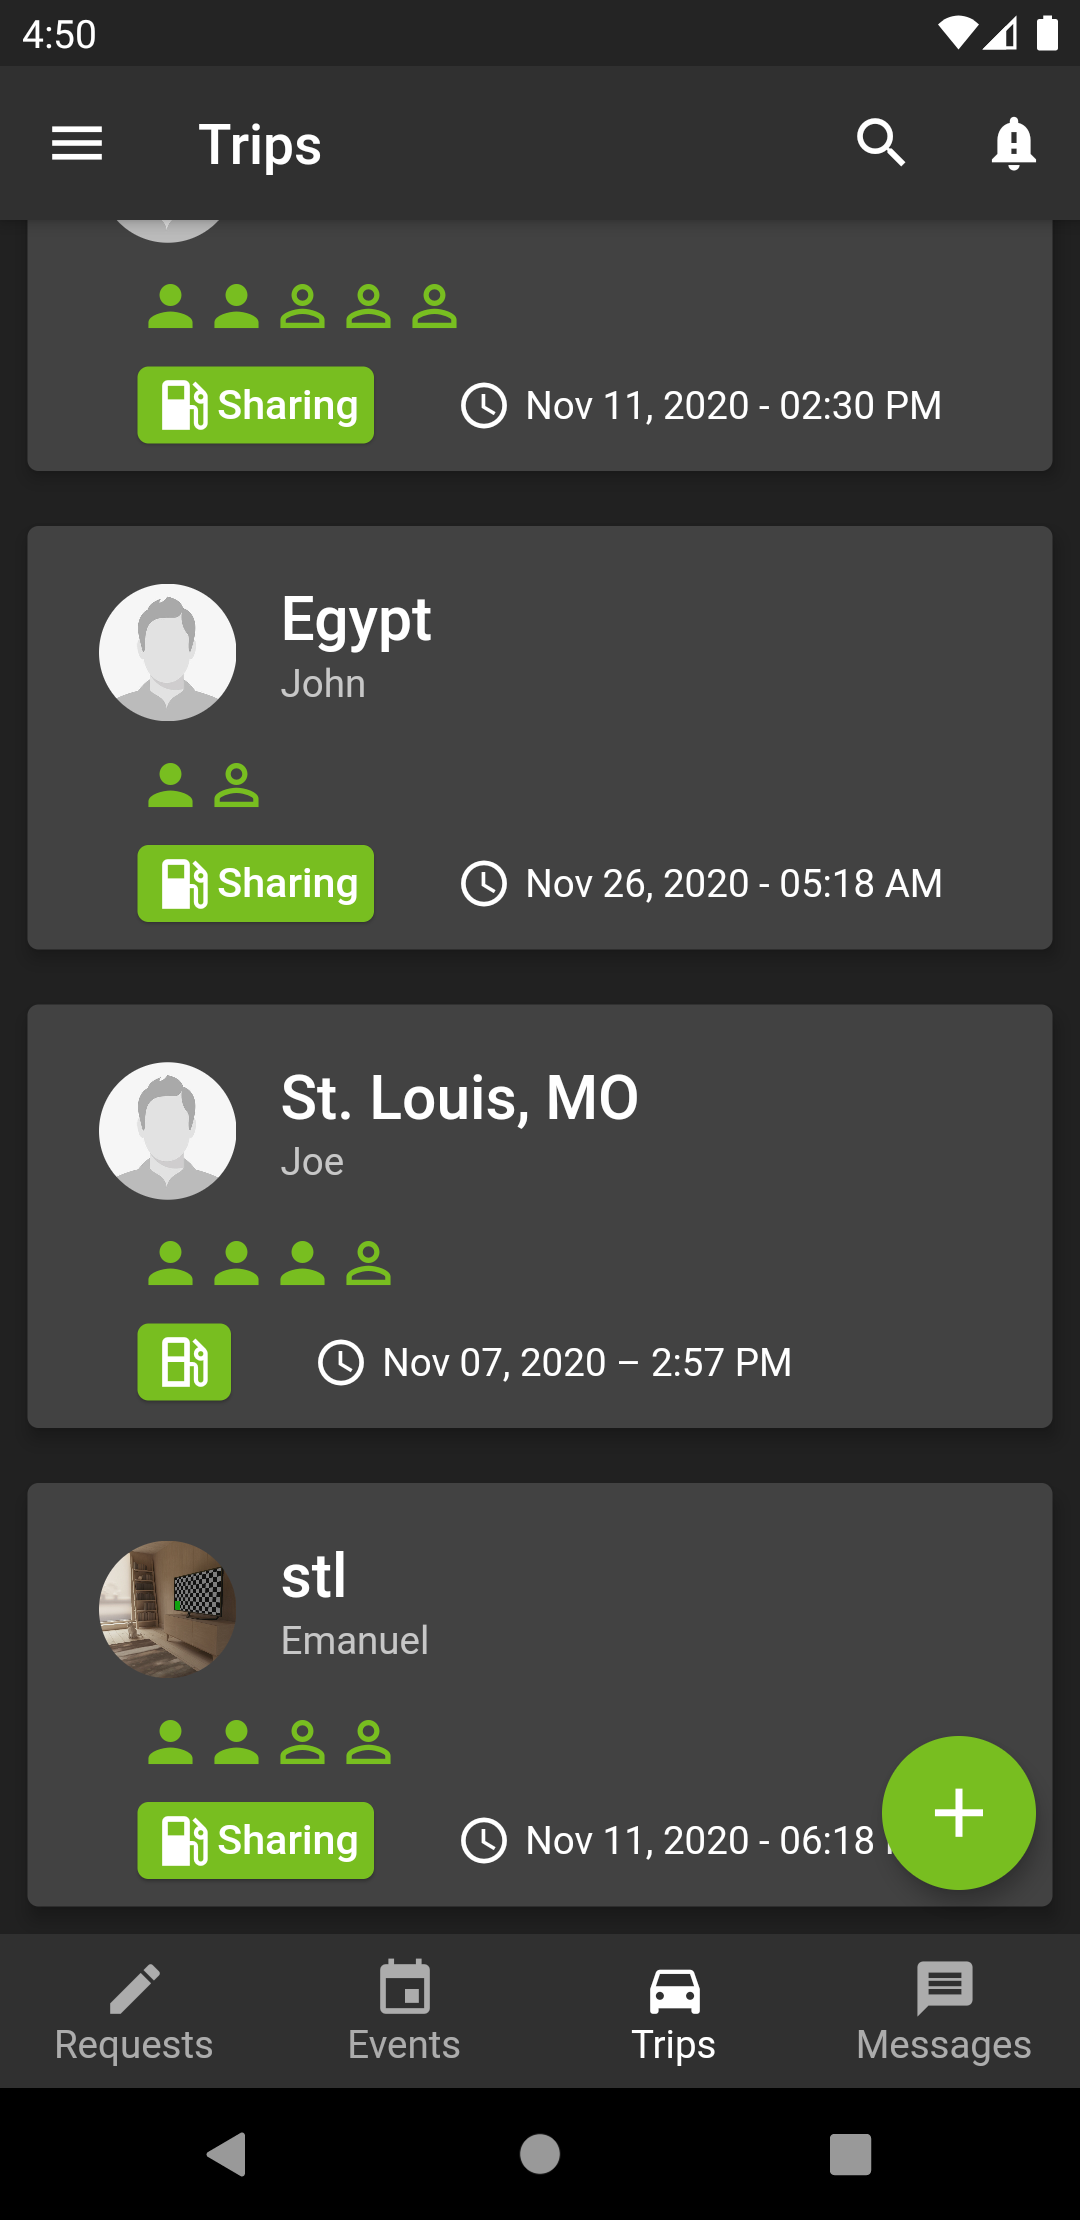 4:50
Trips
Sharing
Nov 11, 2020 - 02:30 PM
Egypt
John
Sharing
Nov 26, 2020 - 05:18 AM
St. Louis, MO
Joe
Nov 07, 2020 – 2:57 PM
stl
Emanuel
Sharing
Nov 11, 2020 - 06:18
Requests
Events
Trips
Messages